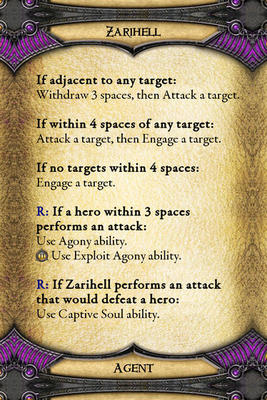 Zarihell
If adjacent to any target:
Withdraw 3 spaces, then Attack a target.
If within 4 spaces of any target:
Attack a target, then Engage a target.
If no targets within 4 spaces:
Engage a target.
R: If a hero within 3 spaces
performs an attack:
Use Agony ability.
Use Exploit Agony ability.
R: If Zarihell performs an attack
that would defeat a hero:
Use Captive Soul ability.
Agent